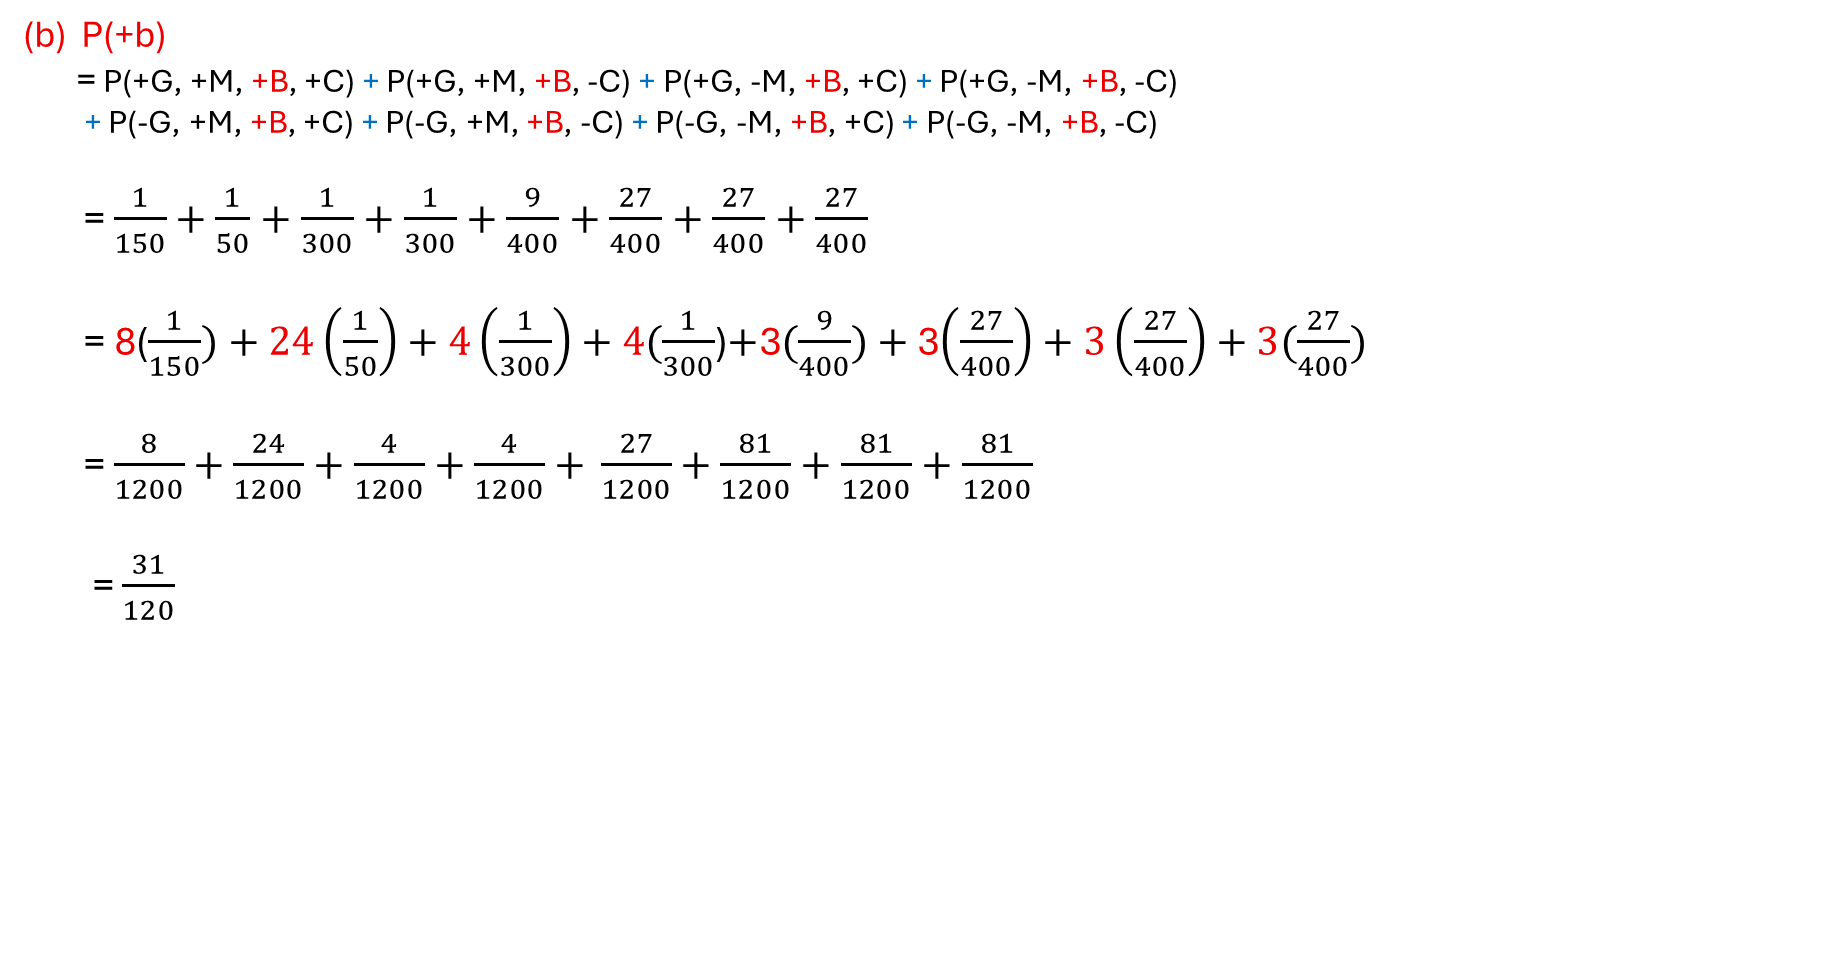 (b) P(+b)
= P(+G, +M, +B, +C) + P(+G, +M, +B, -C) + P(+G, -M, +B, +C) + P(+G, -M, +B, -C)
+ P(-G, +M, +B, +C) + P(-G, +M, +B, -C) + P(-G, -M, +B, +C) + P(-G, -M, +B, -C)
= 1/150 + 1/50 + 1/300 + 1/300 + 9/400 + 27/400 + 27/400 + 27/400
= 8(1/150) + 24(1/50) + 4(1/300) + 4(1/300)+3(9/400) + 3(27/400) + 3(27/400) + 3(27/400)
= 8/1200 + 24/1200 + 4/1200 + 4/1200 + 27/1200 + 81/1200 + 81/1200 + 81/1200
= 31/120